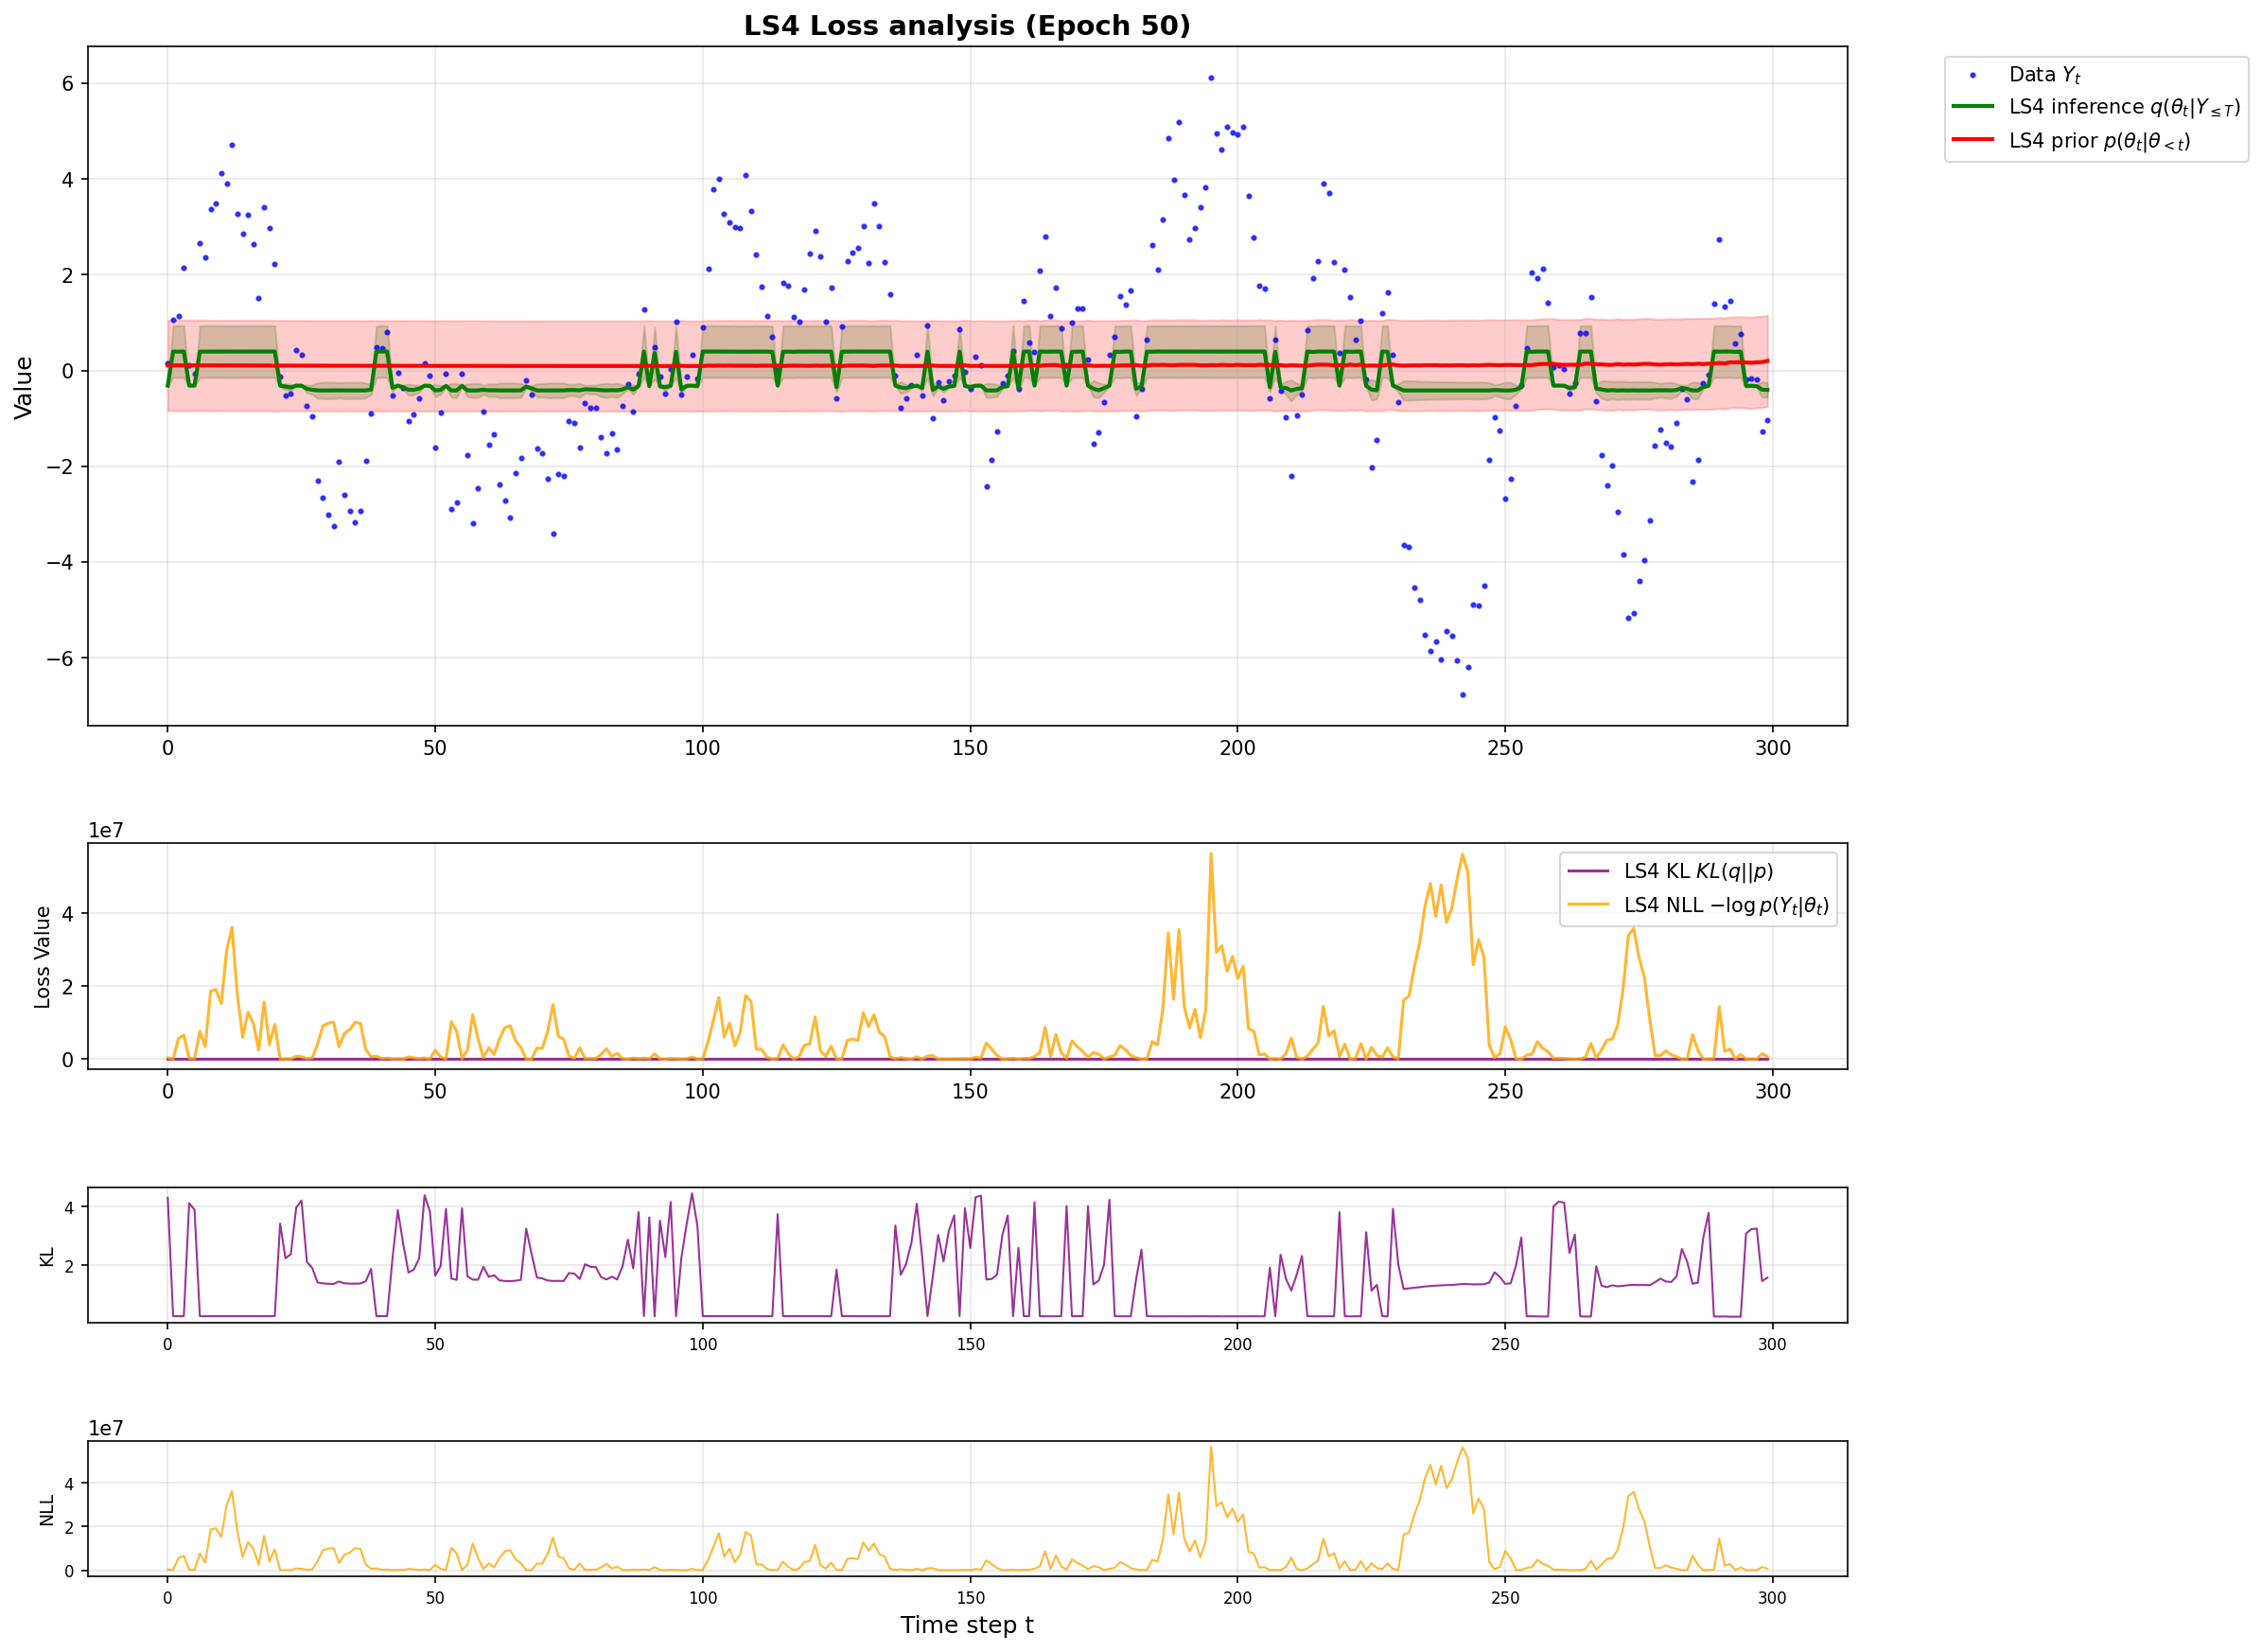 LS4 Loss analysis (Epoch 50)
Data Y_t
LS4 inference q(θ_t|Y_≤T)
LS4 prior p(θ_t|θ_<t)
Value
6
4
2
0
−2
−4
−6
0 50 100 150 200 250 300
1e7
Loss Value
4
2
0
LS4 KL KL(q||p)
LS4 NLL −log p(Y_t|θ_t)
0 50 100 150 200 250 300
KL
4
2
0 50 100 150 200 250 300
1e7
NLL
4
2
0
0 50 100 150 200 250 300
Time step t